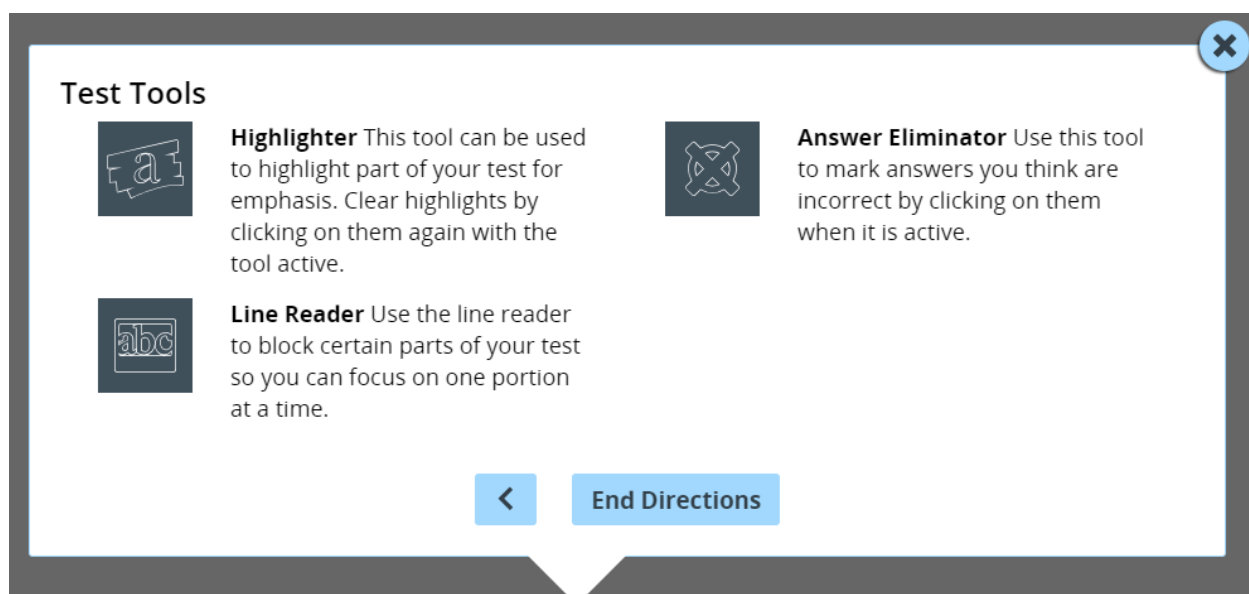 Test Tools
a
Highlighter This tool can be used
to highlight part of your test for
emphasis. Clear highlights by
clicking on them again with the
tool active.
abc
Line Reader Use the line reader
to block certain parts of your test
so you can focus on one portion
at a time.
Answer Eliminator Use this tool
to mark answers you think are
incorrect by clicking on them
when it is active.
End Directions